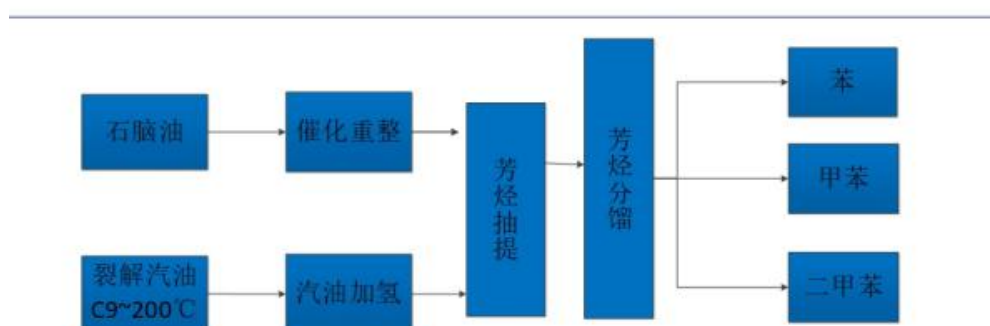 石脑油
催化重整
裂解汽油
C9~200℃
汽油加氢
芳烃抽提
芳烃分馏
苯
甲苯
二甲苯